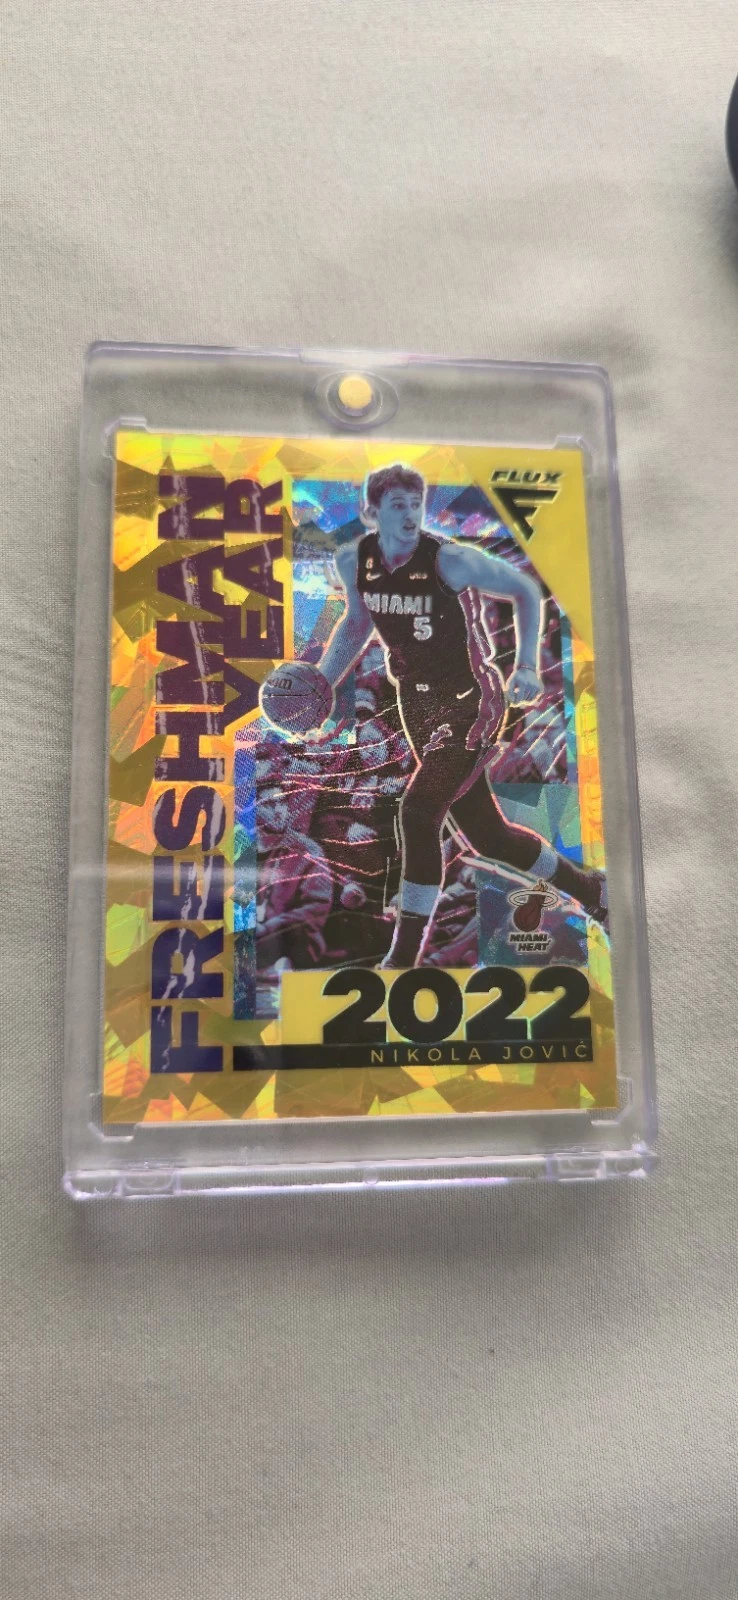 FLUX
FRESHMAN
YEAR
MIAMI
5
MIAMI
HEAT
2022
NIKOLA JOVIĆ